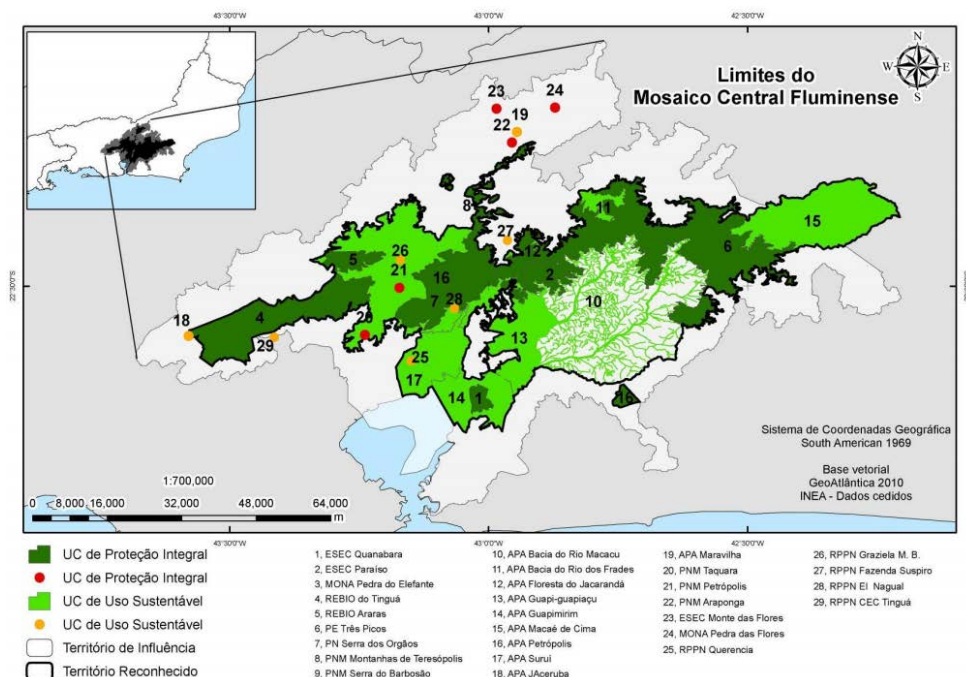 43°30'0"W
43°0'0"W
42°30'0"W
N
W
E
S
Limites do
Mosaico Central Fluminense
23
24
19
22
8
11
15
27
12
6
26
5
21
16
2
10
7
28
4
18
20
29
13
25
17
14
1
16
22°30'0"S
Sistema de Coordenadas Geográfica
South American 1969
Base vetorial
GeoAtlântica 2010
INEA - Dados cedidos
1:700,000
0 8,000 16,000 32,000 48,000 64,000
m
43°30'0"W
43°0'0"W
42°30'0"W
UC de Proteção Integral
UC de Proteção Integral
UC de Uso Sustentável
UC de Uso Sustentável
Território de Influência
Território Reconhecido
1, ESEC Quanabara
2, ESEC Paraíso
3, MONA Pedra do Elefante
4, REBIO do Tinguá
5, REBIO Araras
6, PE Três Picos
7, PN Serra dos Orgãos
8, PNM Montanhas de Teresópolis
9, PNM Serra do Barbosão
10, APA Bacia do Rio Macacu
11, APA Bacia do Rio dos Frades
12, APA Floresta do Jacarandá
13, APA Guapi-guapiaçu
14, APA Guapimirim
15, APA Macaé de Cima
16, APA Petrópolis
17, APA Surui
18, APA JAceruba
19, APA Maravilha
20, PNM Taquara
21, PNM Petrópolis
22, PNM Araponga
23, ESEC Monte das Flores
24, MONA Pedra das Flores
25, RPPN Querencia
26, RPPN Graziela M. B.
27, RPPN Fazenda Suspiro
28, RPPN El Nagual
29, RPPN CEC Tinguá